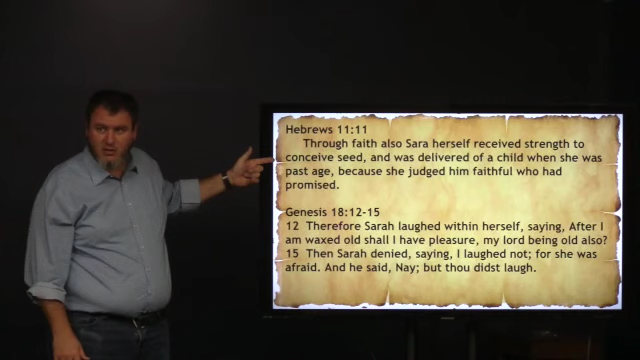 Hebrews 11:11
Through faith also Sara herself received strength to
conceive seed, and was delivered of a child when she was
past age, because she judged him faithful who had
promised.
Genesis 18:12-15
12 Therefore Sarah laughed within herself, saying, After I
am waxed old shall I have pleasure, my lord being old also?
15 Then Sarah denied, saying, I laughed not; for she was
afraid. And he said, Nay; but thou didst laugh.